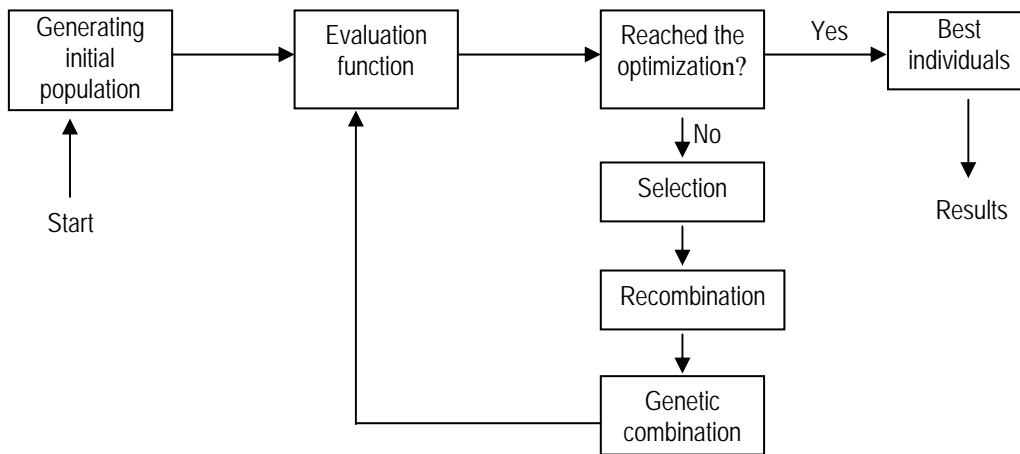 Generating
initial
population
Evaluation
function
Reached the
optimization?
Yes
Best
individuals
No
Selection
Start
Results
Recombination
Genetic
combination